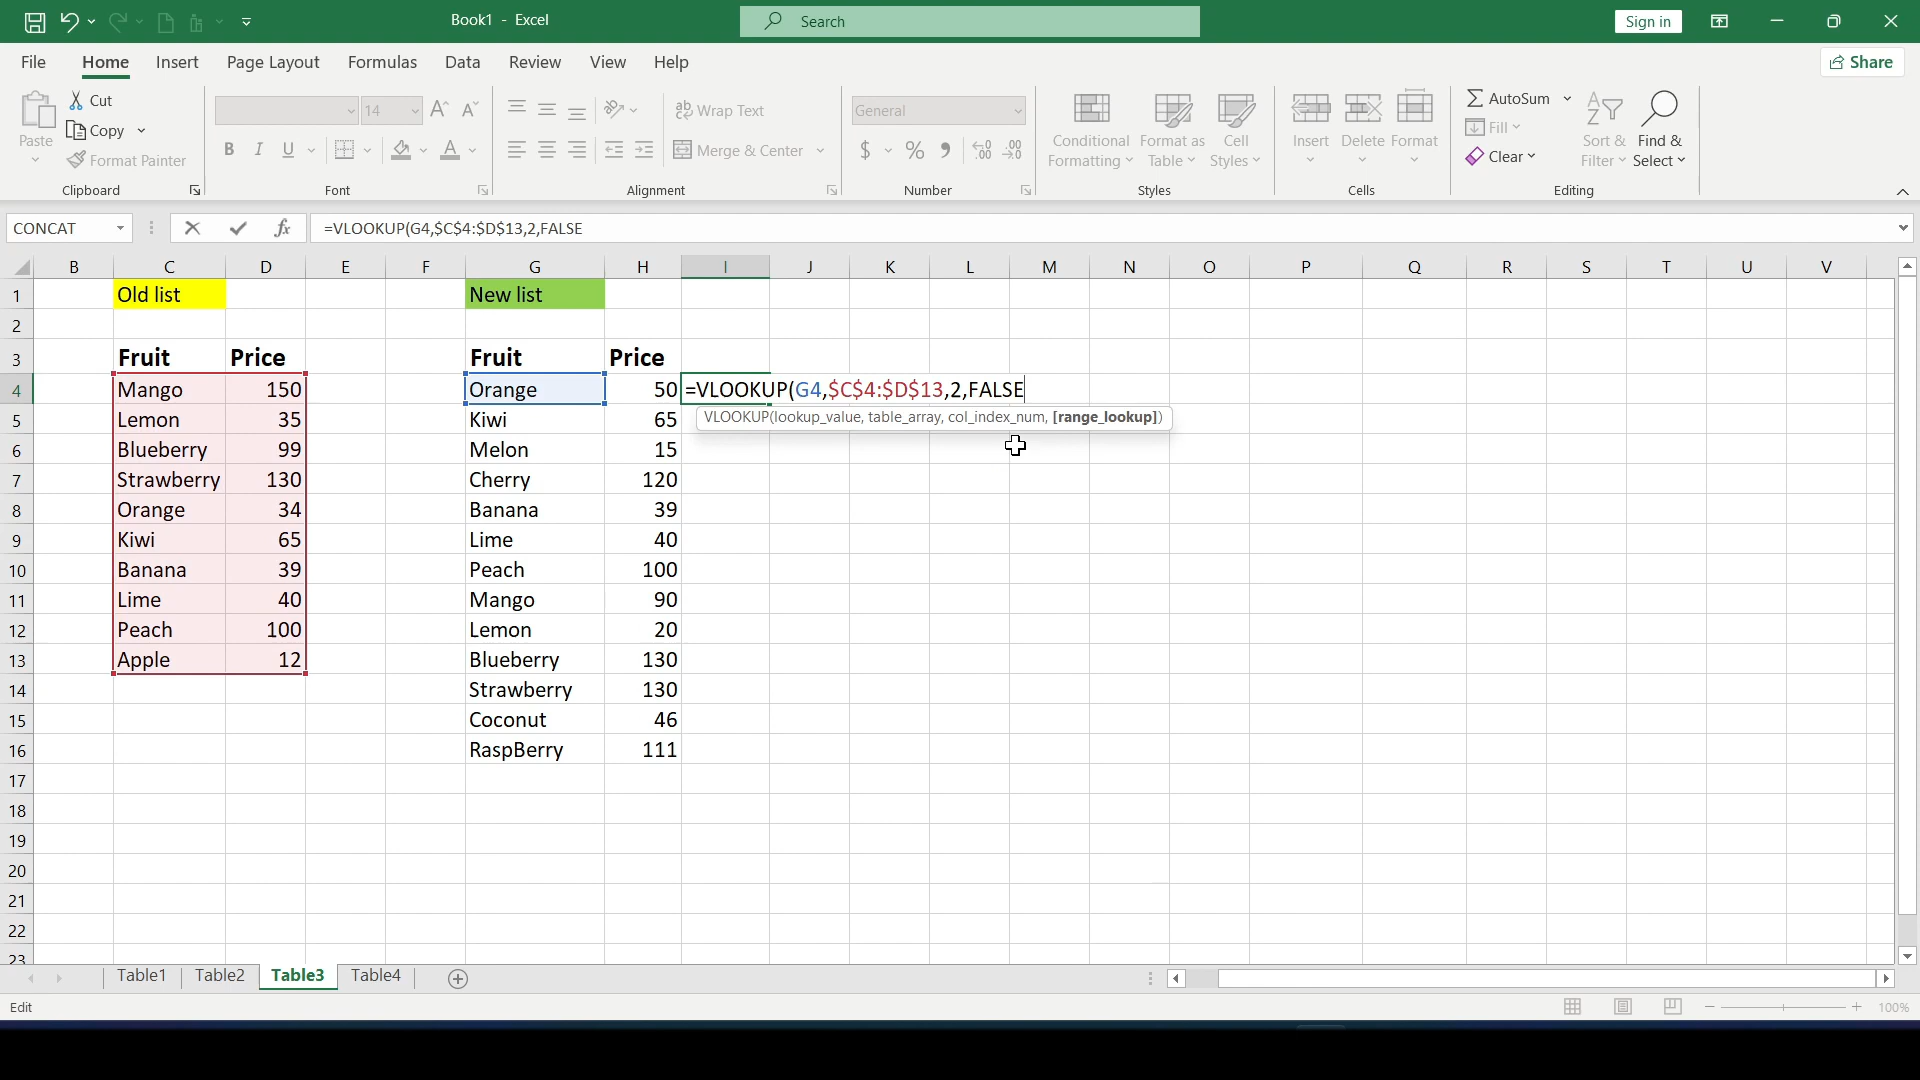 Book1 - Excel
Search
Sign in
File Home Insert Page Layout Formulas Data Review View Help
Share
Paste
Cut
Copy
Format Painter
Clipboard
14
B I U
Font
Wrap Text
Merge & Center
Alignment
General
$ % ,
Number
Conditional Formatting
Format as Table
Cell Styles
Styles
Insert Delete Format
Cells
AutoSum
Fill
Clear
Sort & Filter
Find & Select
Editing
CONCAT
fx
=VLOOKUP(G4,$C$4:$D$13,2,FALSE
B C D E F G H I J K L M N O P Q R S T U V
1 Old list New list
2
3 Fruit Price Fruit Price
4 Mango 150 Orange 50 =VLOOKUP(G4,$C$4:$D$13,2,FALSE
VLOOKUP(lookup_value, table_array, col_index_num, [range_lookup])
5 Lemon 35 Kiwi 65
6 Blueberry 99 Melon 15
7 Strawberry 130 Cherry 120
8 Orange 34 Banana 39
9 Kiwi 65 Lime 40
10 Banana 39 Peach 100
11 Lime 40 Mango 90
12 Peach 100 Lemon 20
13 Apple 12 Blueberry 130
14 Strawberry 130
15 Coconut 46
16 RaspBerry 111
17
18
19
20
21
22
23
Table1 Table2 Table3 Table4
Edit
100%